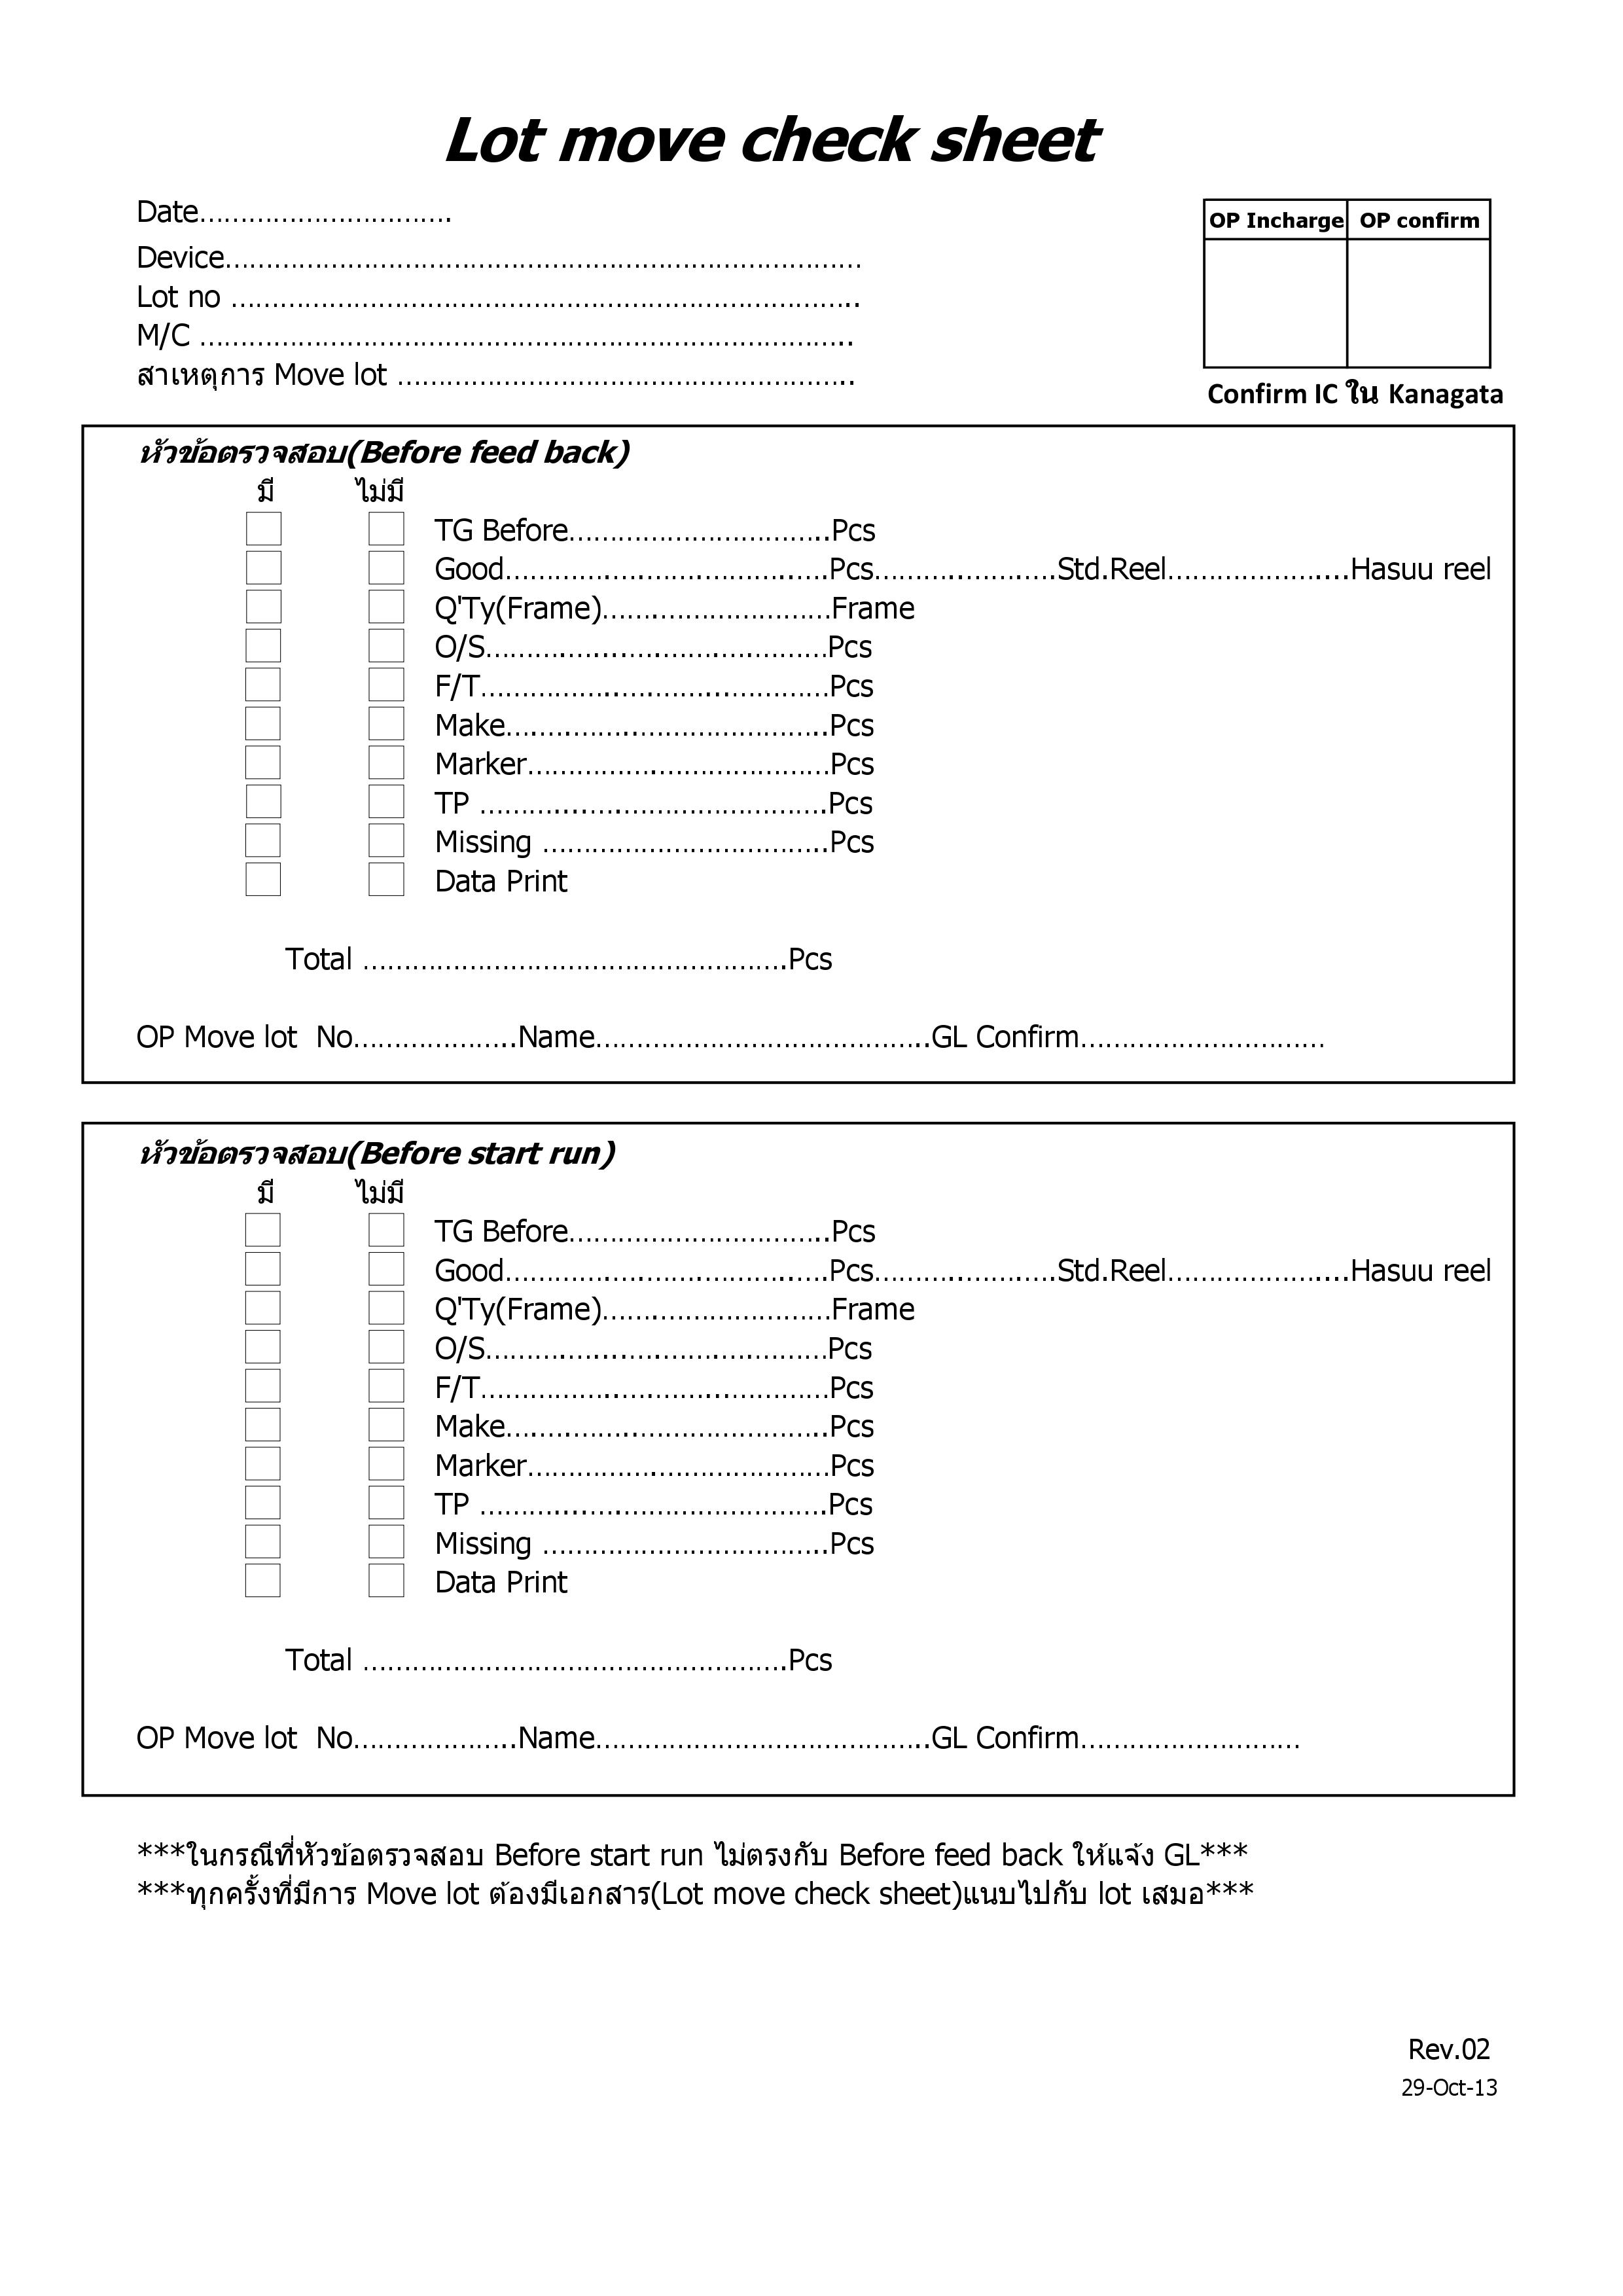 Lot move check sheet
Date...............................
OP Incharge OP confirm
Device..............................................................................
Lot no .............................................................................
M/C ................................................................................
สาเหตุการ Move lot ........................................................
Confirm IC ใน Kanagata
หัวข้อตรวจสอบ(Before feed back)
มี ไม่มี
TG Before................................Pcs
Good........................................Pcs......................Std.Reel......................Hasuu reel
Q'Ty(Frame)............................Frame
O/S..........................................Pcs
F/T...........................................Pcs
Make........................................Pcs
Marker.....................................Pcs
TP ...........................................Pcs
Missing ...................................Pcs
Data Print
Total ....................................................Pcs
OP Move lot No....................Name.........................................GL Confirm..............................
หัวข้อตรวจสอบ(Before start run)
มี ไม่มี
TG Before................................Pcs
Good........................................Pcs......................Std.Reel......................Hasuu reel
Q'Ty(Frame)............................Frame
O/S..........................................Pcs
F/T...........................................Pcs
Make........................................Pcs
Marker.....................................Pcs
TP ...........................................Pcs
Missing ...................................Pcs
Data Print
Total ....................................................Pcs
OP Move lot No....................Name.........................................GL Confirm...........................
***ในกรณีที่หัวข้อตรวจสอบ Before start run ไม่ตรงกับ Before feed back ให้แจ้ง GL***
***ทุกครั้งที่มีการ Move lot ต้องมีเอกสาร(Lot move check sheet)แนบไปกับ lot เสมอ***
Rev.02
29-Oct-13